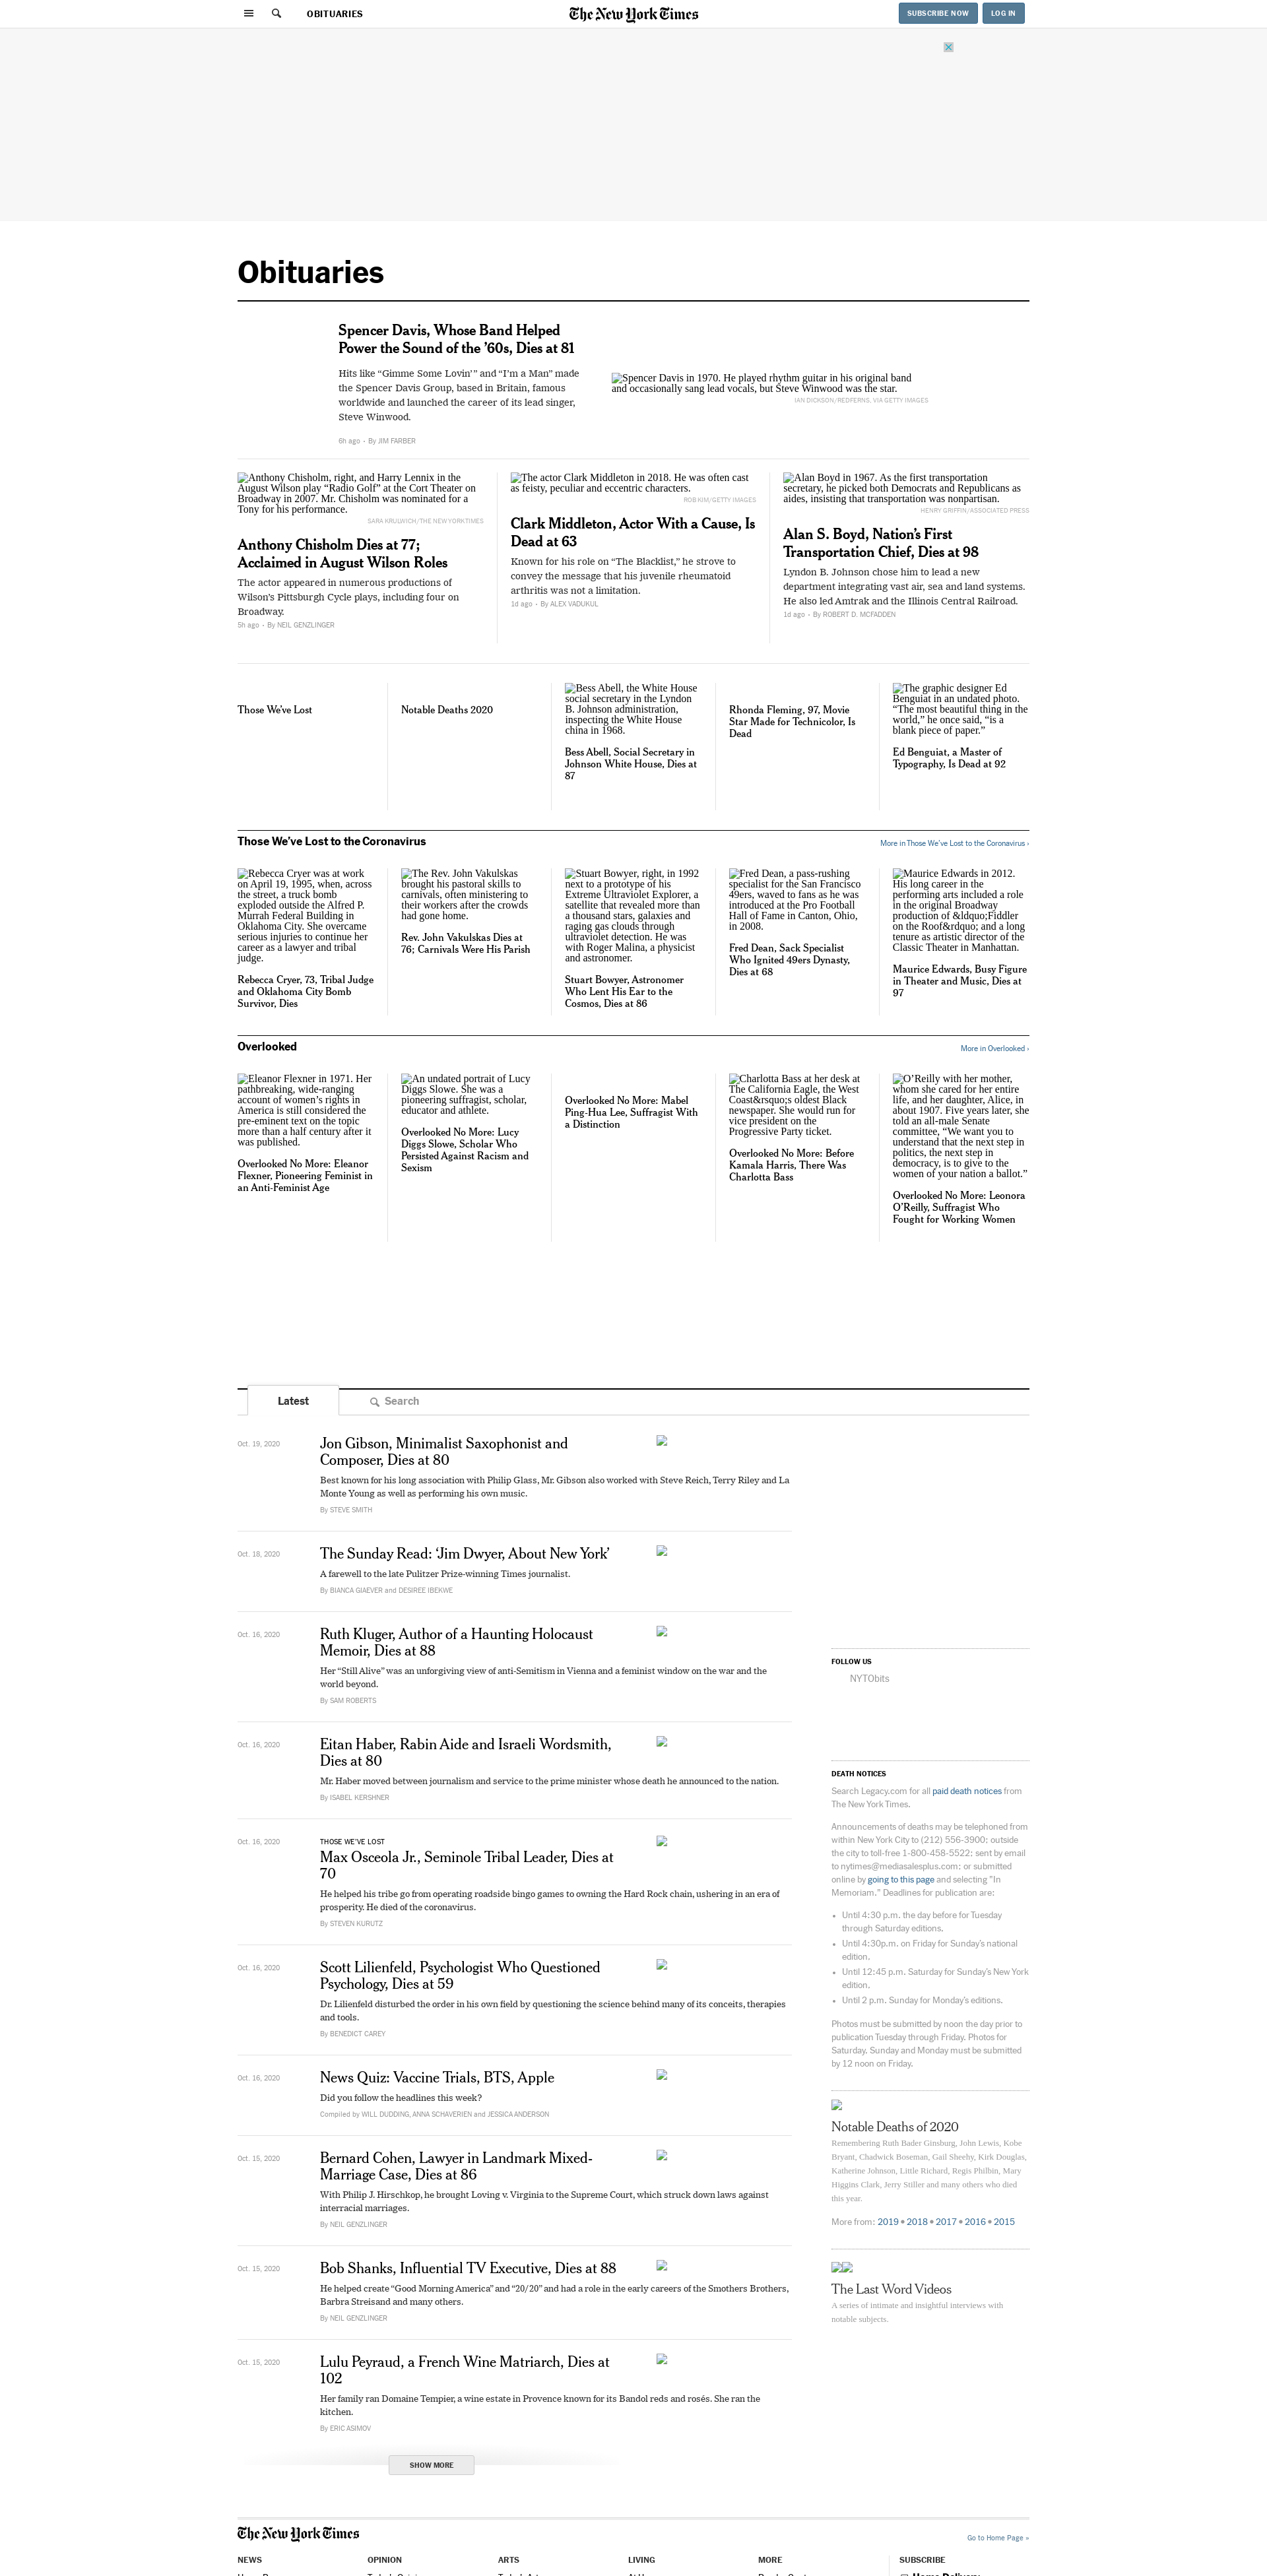 OBITUARIES
The New York Times
SUBSCRIBE NOW
LOG IN
Obituaries
Spencer Davis, Whose Band Helped
Power the Sound of the ’60s, Dies at 81
Hits like “Gimme Some Lovin’ ” and “I’m a Man” made
the Spencer Davis Group, based in Britain, famous
worldwide and launched the career of its lead singer,
Steve Winwood.
6h ago • By JIM FARBER
Spencer Davis in 1970. He played rhythm guitar in his original band
and occasionally sang lead vocals, but Steve Winwood was the star.
IAN DICKSON/REDFERNS, VIA GETTY IMAGES
Anthony Chisholm, right, and Harry Lennix in the
August Wilson play “Radio Golf” at the Cort Theater on
Broadway in 2007. Mr. Chisholm was nominated for a
Tony for his performance.
SARA KRULWICH/THE NEW YORK TIMES
Anthony Chisholm Dies at 77;
Acclaimed in August Wilson Roles
The actor appeared in numerous productions of
Wilson’s Pittsburgh Cycle plays, including four on
Broadway.
5h ago • By NEIL GENZLINGER
The actor Clark Middleton in 2018. He was often cast
as feisty, peculiar and eccentric characters.
ROB KIM/GETTY IMAGES
Clark Middleton, Actor With a Cause, Is
Dead at 63
Known for his role on “The Blacklist,” he strove to
convey the message that his juvenile rheumatoid
arthritis was not a limitation.
1d ago • By ALEX VADUKUL
Alan Boyd in 1967. As the first transportation
secretary, he picked both Democrats and Republicans as
aides, insisting that transportation was nonpartisan.
HENRY GRIFFIN/ASSOCIATED PRESS
Alan S. Boyd, Nation’s First
Transportation Chief, Dies at 98
Lyndon B. Johnson chose him to lead a new
department integrating vast air, sea and land systems.
He also led Amtrak and the Illinois Central Railroad.
1d ago • By ROBERT D. MCFADDEN
Those We’ve Lost
Notable Deaths 2020
Bess Abell, the White House
social secretary in the Lyndon
B. Johnson administration,
inspecting the White House
china in 1968.
Bess Abell, Social Secretary in
Johnson White House, Dies at
87
Rhonda Fleming, 97, Movie
Star Made for Technicolor, Is
Dead
The graphic designer Ed
Benguiat in an undated photo.
“The most beautiful thing in the
world,” he once said, “is a
blank piece of paper.”
Ed Benguiat, a Master of
Typography, Is Dead at 92
Those We’ve Lost to the Coronavirus
More in Those We’ve Lost to the Coronavirus ›
Rebecca Cryer was at work
on April 19, 1995, when, across
the street, a truck bomb
exploded outside the Alfred P.
Murrah Federal Building in
Oklahoma City. She overcame
serious injuries to continue her
career as a lawyer and tribal
judge.
Rebecca Cryer, 73, Tribal Judge
and Oklahoma City Bomb
Survivor, Dies
The Rev. John Vakulskas
brought his pastoral skills to
carnivals, often ministering to
their workers after the crowds
had gone home.
Rev. John Vakulskas Dies at
76; Carnivals Were His Parish
Stuart Bowyer, right, in 1992
next to a prototype of his
Extreme Ultraviolet Explorer, a
satellite that revealed more than
a thousand stars, galaxies and
raging gas clouds through
ultraviolet detection. He was
with Roger Malina, a physicist
and astronomer.
Stuart Bowyer, Astronomer
Who Lent His Ear to the
Cosmos, Dies at 86
Fred Dean, a pass-rushing
specialist for the San Francisco
49ers, waved to fans as he was
introduced at the Pro Football
Hall of Fame in Canton, Ohio,
in 2008.
Fred Dean, Sack Specialist
Who Ignited 49ers Dynasty,
Dies at 68
Maurice Edwards in 2012.
His long career in the
performing arts included a role
in the original Broadway
production of &ldquo;Fiddler
on the Roof&rdquo; and a long
tenure as artistic director of the
Classic Theater in Manhattan.
Maurice Edwards, Busy Figure
in Theater and Music, Dies at
97
Overlooked
More in Overlooked ›
Eleanor Flexner in 1971. Her
pathbreaking, wide-ranging
account of women’s rights in
America is still considered the
pre-eminent text on the topic
more than a half century after it
was published.
Overlooked No More: Eleanor
Flexner, Pioneering Feminist in
an Anti-Feminist Age
An undated portrait of Lucy
Diggs Slowe. She was a
pioneering suffragist, scholar,
educator and athlete.
Overlooked No More: Lucy
Diggs Slowe, Scholar Who
Persisted Against Racism and
Sexism
Overlooked No More: Mabel
Ping-Hua Lee, Suffragist With
a Distinction
Charlotta Bass at her desk at
The California Eagle, the West
Coast&rsquo;s oldest Black
newspaper. She would run for
vice president on the
Progressive Party ticket.
Overlooked No More: Before
Kamala Harris, There Was
Charlotta Bass
O’Reilly with her mother,
whom she cared for her entire
life, and her daughter, Alice, in
about 1907. Five years later, she
told an all-male Senate
committee, “We want you to
understand that the next step in
politics, the next step in
democracy, is to give to the
women of your nation a ballot.”
Overlooked No More: Leonora
O’Reilly, Suffragist Who
Fought for Working Women
Latest
Search
Oct. 19, 2020
Jon Gibson, Minimalist Saxophonist and
Composer, Dies at 80
Best known for his long association with Philip Glass, Mr. Gibson also worked with Steve Reich, Terry Riley and La
Monte Young as well as performing his own music.
By STEVE SMITH
Oct. 18, 2020
The Sunday Read: ‘Jim Dwyer, About New York’
A farewell to the late Pulitzer Prize-winning Times journalist.
By BIANCA GIAEVER and DESIREE IBEKWE
Oct. 16, 2020
Ruth Kluger, Author of a Haunting Holocaust
Memoir, Dies at 88
Her “Still Alive” was an unforgiving view of anti-Semitism in Vienna and a feminist window on the war and the
world beyond.
By SAM ROBERTS
Oct. 16, 2020
Eitan Haber, Rabin Aide and Israeli Wordsmith,
Dies at 80
Mr. Haber moved between journalism and service to the prime minister whose death he announced to the nation.
By ISABEL KERSHNER
Oct. 16, 2020
THOSE WE’VE LOST
Max Osceola Jr., Seminole Tribal Leader, Dies at
70
He helped his tribe go from operating roadside bingo games to owning the Hard Rock chain, ushering in an era of
prosperity. He died of the coronavirus.
By STEVEN KURUTZ
Oct. 16, 2020
Scott Lilienfeld, Psychologist Who Questioned
Psychology, Dies at 59
Dr. Lilienfeld disturbed the order in his own field by questioning the science behind many of its conceits, therapies
and tools.
By BENEDICT CAREY
Oct. 16, 2020
News Quiz: Vaccine Trials, BTS, Apple
Did you follow the headlines this week?
Compiled by WILL DUDDING, ANNA SCHAVERIEN and JESSICA ANDERSON
Oct. 15, 2020
Bernard Cohen, Lawyer in Landmark Mixed-
Marriage Case, Dies at 86
With Philip J. Hirschkop, he brought Loving v. Virginia to the Supreme Court, which struck down laws against
interracial marriages.
By NEIL GENZLINGER
Oct. 15, 2020
Bob Shanks, Influential TV Executive, Dies at 88
He helped create “Good Morning America” and “20/20” and had a role in the early careers of the Smothers Brothers,
Barbra Streisand and many others.
By NEIL GENZLINGER
Oct. 15, 2020
Lulu Peyraud, a French Wine Matriarch, Dies at
102
Her family ran Domaine Tempier, a wine estate in Provence known for its Bandol reds and rosés. She ran the
kitchen.
By ERIC ASIMOV
SHOW MORE
FOLLOW US
NYTObits
DEATH NOTICES
Search Legacy.com for all paid death notices from
The New York Times.
Announcements of deaths may be telephoned from
within New York City to (212) 556-3900; outside
the city to toll-free 1-800-458-5522; sent by email
to nytimes@mediasalesplus.com; or submitted
online by going to this page and selecting "In
Memoriam." Deadlines for publication are:
• Until 4:30 p.m. the day before for Tuesday
through Saturday editions.
• Until 4:30p.m. on Friday for Sunday’s national
edition.
• Until 12:45 p.m. Saturday for Sunday’s New York
edition.
• Until 2 p.m. Sunday for Monday’s editions.
Photos must be submitted by noon the day prior to
publication Tuesday through Friday. Photos for
Saturday. Sunday and Monday must be submitted
by 12 noon on Friday.
Notable Deaths of 2020
Remembering Ruth Bader Ginsburg, John Lewis, Kobe
Bryant, Chadwick Boseman, Gail Sheehy, Kirk Douglas,
Katherine Johnson, Little Richard, Regis Philbin, Mary
Higgins Clark, Jerry Stiller and many others who died
this year.
More from: 2019 • 2018 • 2017 • 2016 • 2015
The Last Word Videos
A series of intimate and insightful interviews with
notable subjects.
The New York Times
Go to Home Page »
NEWS
OPINION
ARTS
LIVING
MORE
SUBSCRIBE